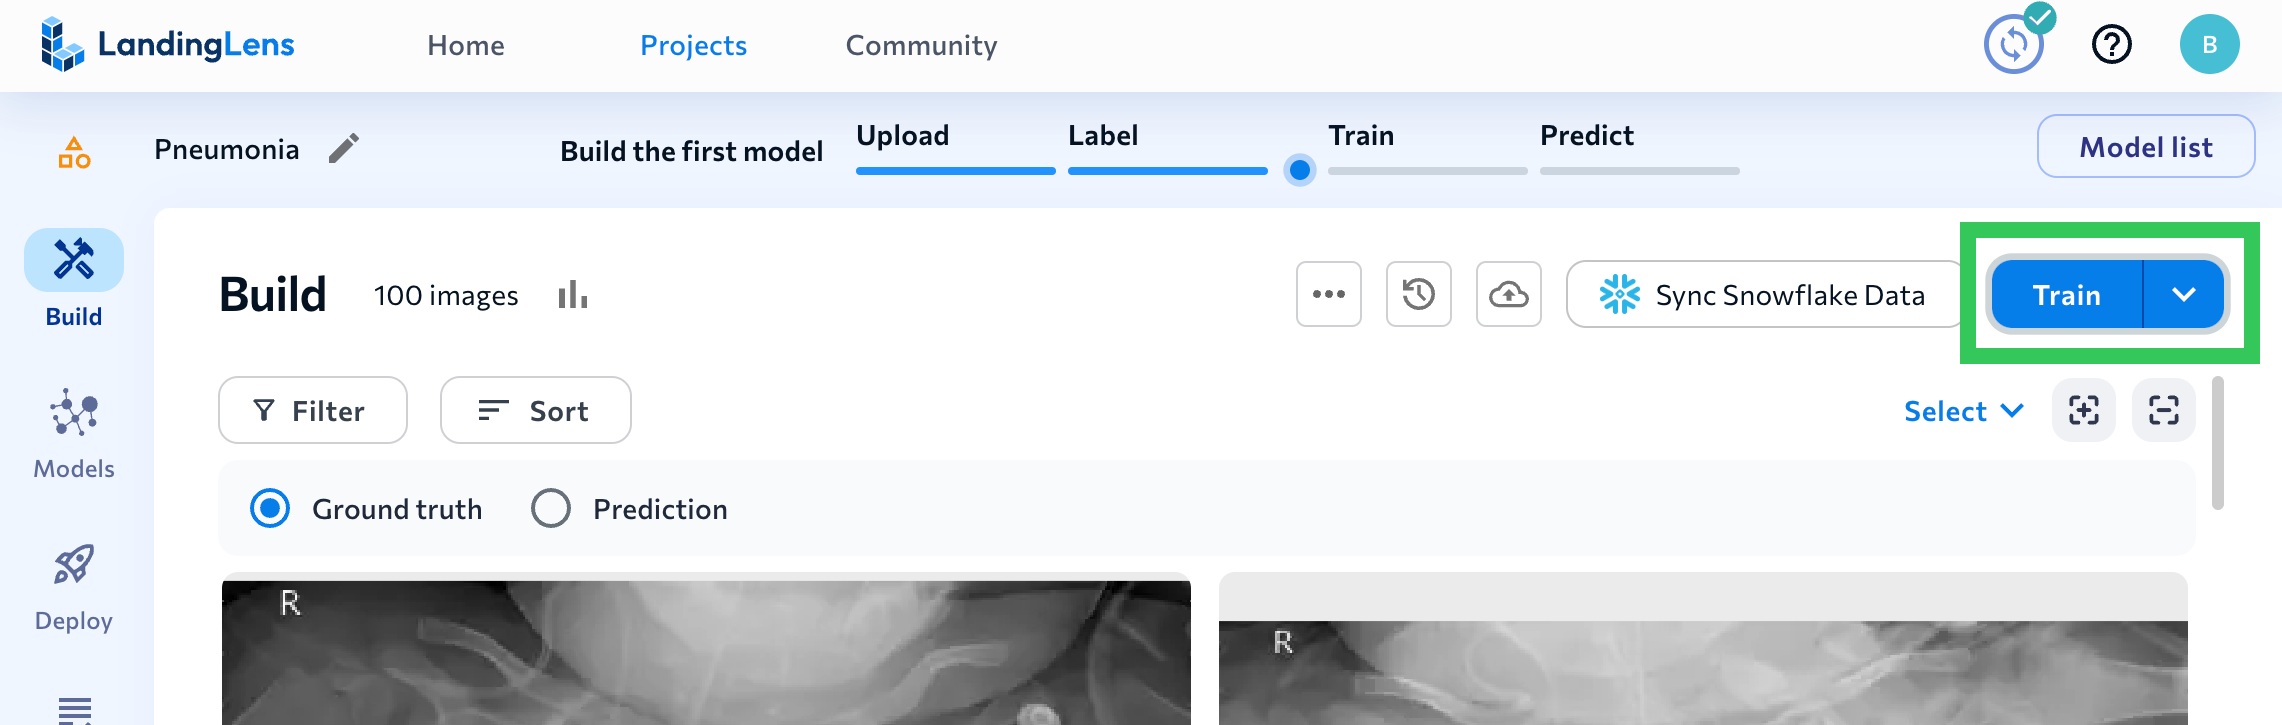 LandingLens
Home
Projects
Community
B
Pneumonia
Build the first model
Upload
Label
Train
Predict
Model list
Build
100 images
Sync Snowflake Data
Train
Build
Filter
Sort
Select
Models
Ground truth
Prediction
Deploy
R
R